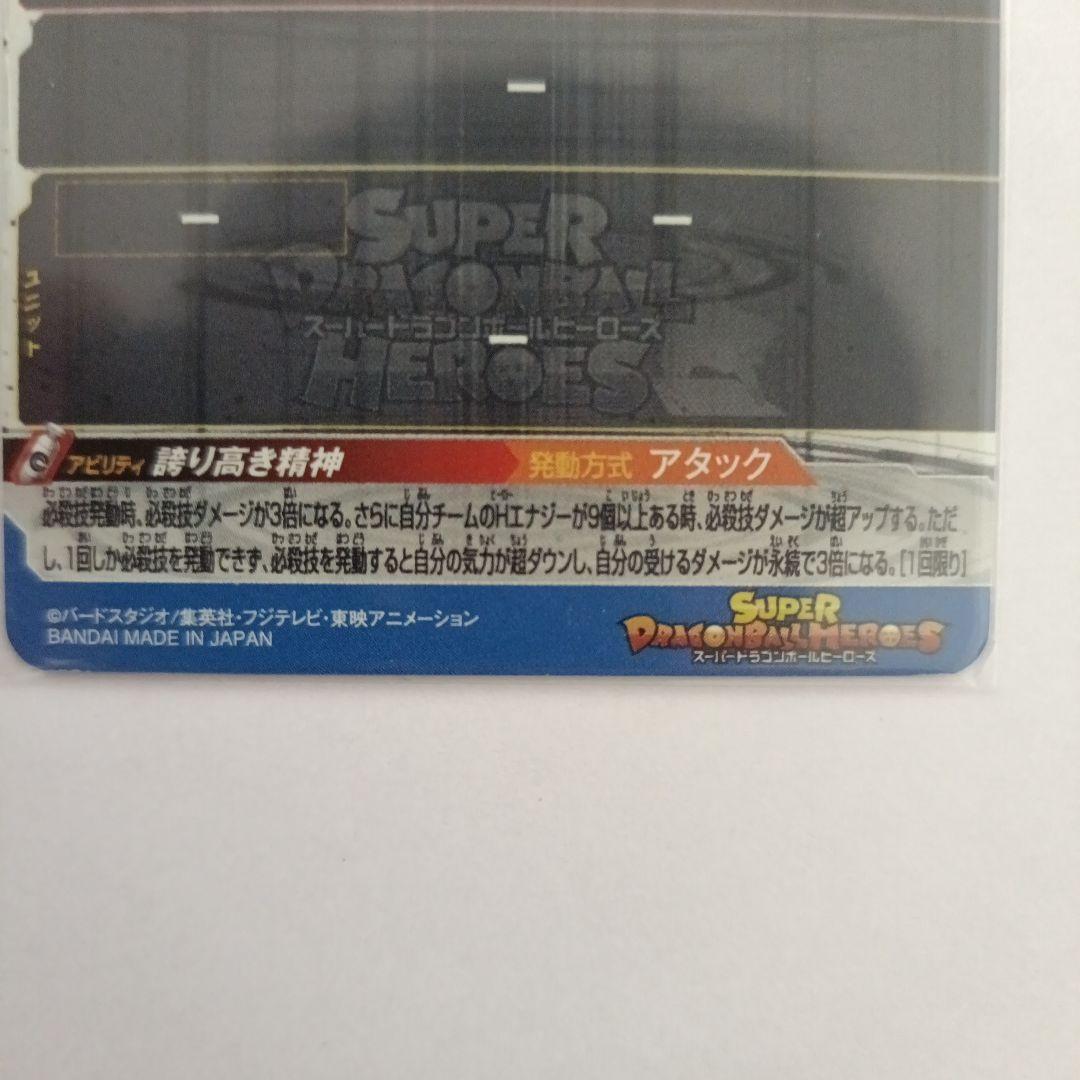 SUPER
DRAGONBALL
スーパードラゴンボールヒーローズ
HEROES
ユニット
アビリティ 誇り高き精神 発動方式 アタック
必殺技発動時、必殺技ダメージが3倍になる。さらに自分チームのHエナジーが9個以上ある時、必殺技ダメージが超アップする。ただ
し、1回しか必殺技を発動できず、必殺技を発動すると自分の気力が超ダウンし、自分の受けるダメージが永続で3倍になる。[1回限り]
©バードスタジオ/集英社・フジテレビ・東映アニメーション
BANDAI MADE IN JAPAN
SUPER
DRAGONBALL HEROES
スーパードラゴンボールヒーローズ